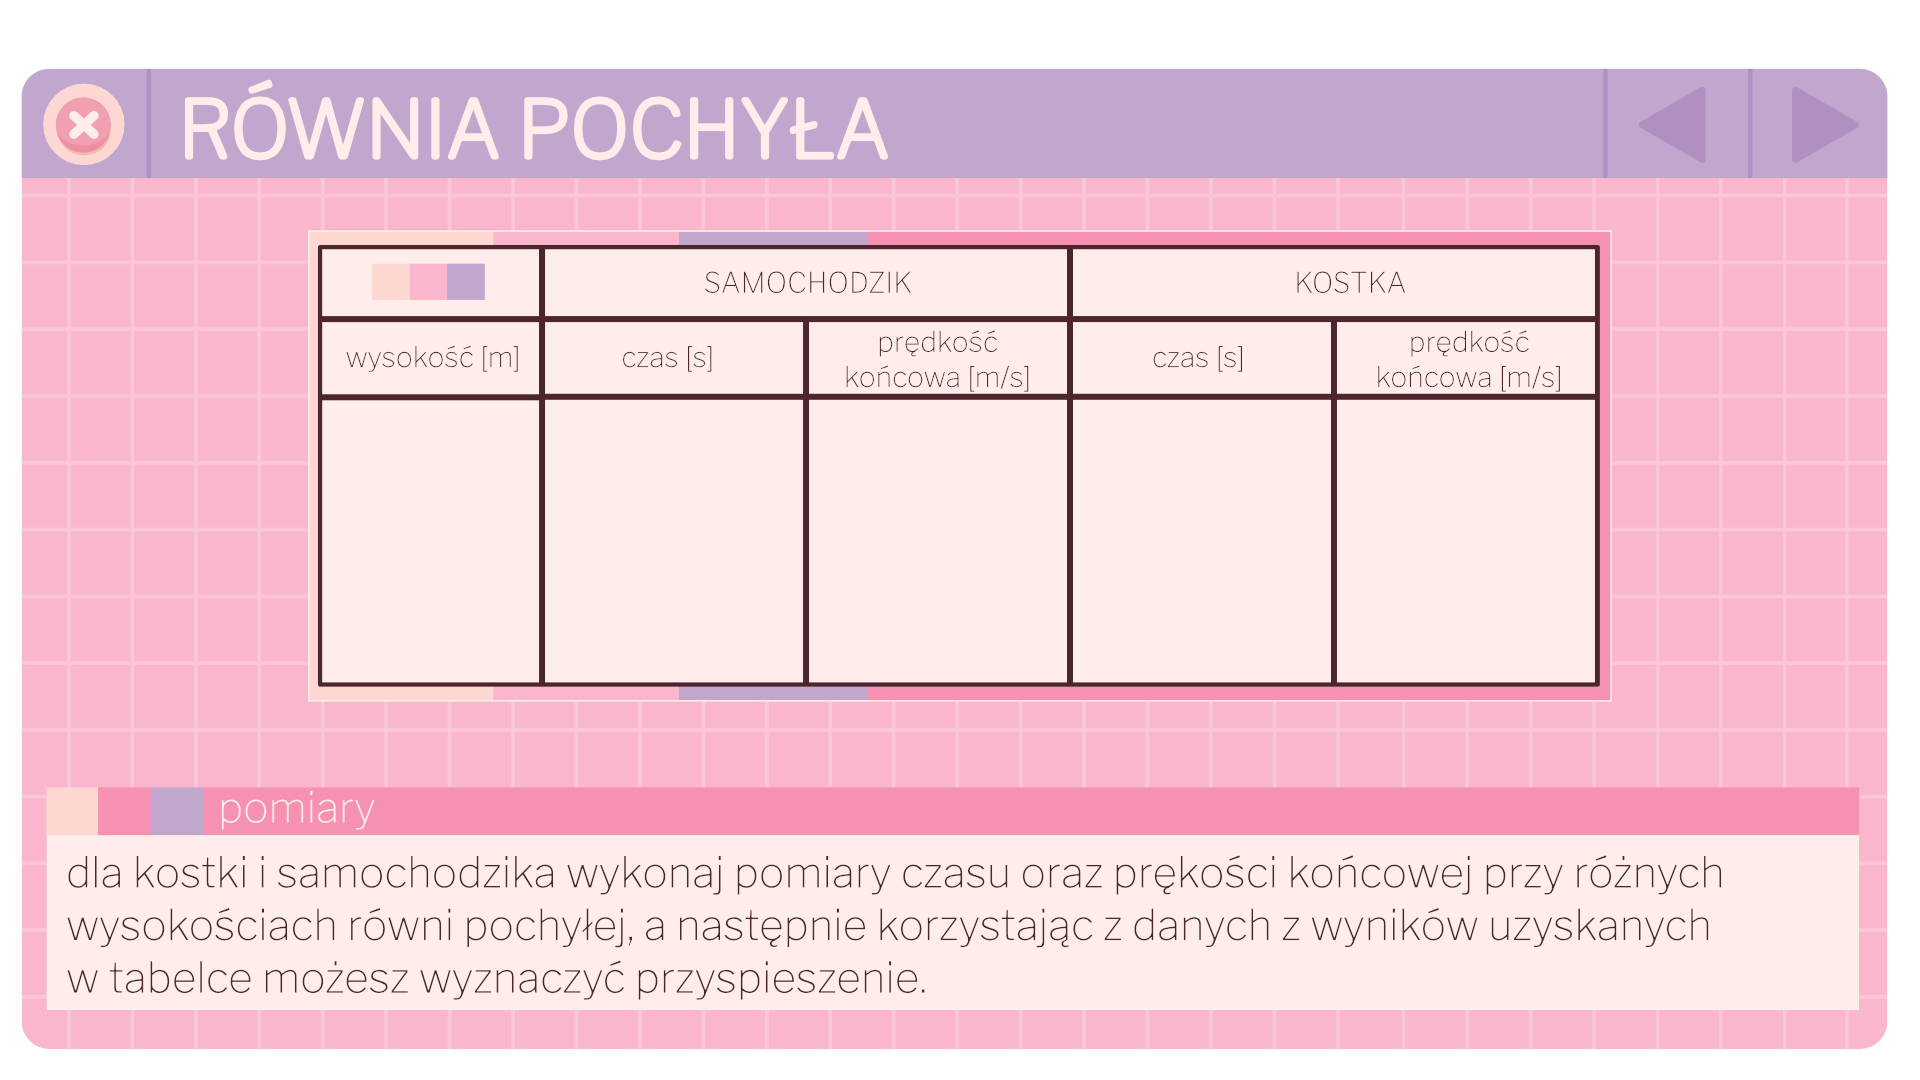 RÓWNIA POCHYŁA
SAMOCHODZIK
KOSTKA
wysokość [m]
czas [s]
prędkość
końcowa [m/s]
czas [s]
prędkość
końcowa [m/s]
pomiary
dla kostki i samochodzika wykonaj pomiary czasu oraz prękości końcowej przy różnych
wysokościach równi pochyłej, a następnie korzystając z danych z wyników uzyskanych
w tabelce możesz wyznaczyć przyspieszenie.